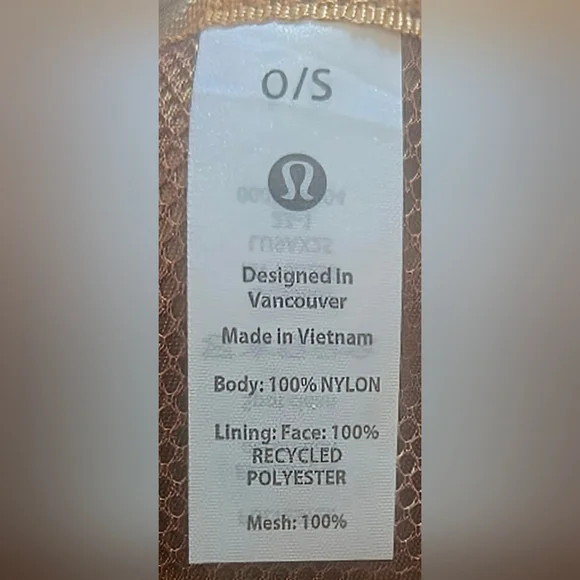 O/S
Designed in
Vancouver
Made in Vietnam
Body: 100% NYLON
Lining: Face: 100%
RECYCLED
POLYESTER
Mesh: 100%